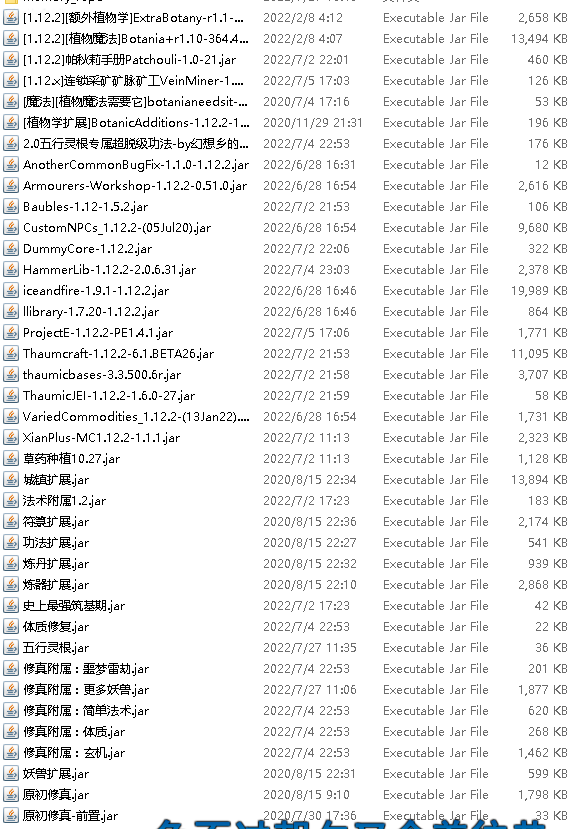 [1.12.2][额外植物学]ExtraBotany-r1.1-... 2022/2/8 4:12 Executable Jar File 2,658 KB
[1.12.2][植物魔法]Botania+r1.10-364.4... 2022/2/8 4:07 Executable Jar File 13,494 KB
[1.12.2]帕秋莉手册Patchouli-1.0-21.jar 2022/7/2 22:01 Executable Jar File 460 KB
[1.12.x]连锁采矿矿脉矿工VeinMiner-1.... 2022/7/5 17:03 Executable Jar File 126 KB
[魔法][植物魔法需要它]botanianeedsit-... 2020/7/4 17:16 Executable Jar File 53 KB
[植物学扩展]BotanicAdditions-1.12.2-1... 2020/11/29 21:31 Executable Jar File 196 KB
2.0五行灵根专属超脱级功法-by幻想乡的... 2022/7/4 22:53 Executable Jar File 176 KB
AnotherCommonBugFix-1.1.0-1.12.2.jar 2022/6/28 16:31 Executable Jar File 12 KB
Armourers-Workshop-1.12.2-0.51.0.jar 2022/6/28 16:54 Executable Jar File 2,616 KB
Baubles-1.12-1.5.2.jar 2022/7/2 21:53 Executable Jar File 106 KB
CustomNPCs_1.12.2-(05Jul20).jar 2022/6/28 16:54 Executable Jar File 9,680 KB
DummyCore-1.12.2.jar 2022/7/2 22:06 Executable Jar File 322 KB
HammerLib-1.12.2-2.0.6.31.jar 2022/7/4 23:03 Executable Jar File 2,378 KB
iceandfire-1.9.1-1.12.2.jar 2022/6/28 16:46 Executable Jar File 19,989 KB
llibrary-1.7.20-1.12.2.jar 2022/6/28 16:46 Executable Jar File 864 KB
ProjectE-1.12.2-PE1.4.1.jar 2022/7/5 17:06 Executable Jar File 1,771 KB
Thaumcraft-1.12.2-6.1.BETA26.jar 2022/7/2 21:53 Executable Jar File 11,095 KB
thaumicbases-3.3.500.6r.jar 2022/7/2 21:58 Executable Jar File 3,707 KB
ThaumicJEI-1.12.2-1.6.0-27.jar 2022/7/2 21:59 Executable Jar File 58 KB
VariedCommodities_1.12.2-(13Jan22).... 2022/6/28 16:54 Executable Jar File 1,731 KB
XianPlus-MC1.12.2-1.1.1.jar 2022/7/2 11:13 Executable Jar File 2,323 KB
草药种植10.27.jar 2022/7/2 11:13 Executable Jar File 1,128 KB
城镇扩展.jar 2020/8/15 22:34 Executable Jar File 13,894 KB
法术附属1.2.jar 2022/7/2 17:23 Executable Jar File 183 KB
符箓扩展.jar 2020/8/15 22:36 Executable Jar File 2,174 KB
功法扩展.jar 2020/8/15 22:27 Executable Jar File 541 KB
炼丹扩展.jar 2020/8/15 22:32 Executable Jar File 939 KB
炼器扩展.jar 2020/8/15 22:10 Executable Jar File 2,868 KB
史上最强筑基期.jar 2022/7/2 17:23 Executable Jar File 42 KB
体质修复.jar 2022/7/4 22:53 Executable Jar File 22 KB
五行灵根.jar 2022/7/27 11:35 Executable Jar File 36 KB
修真附属：噩梦雷劫.jar 2022/7/4 22:53 Executable Jar File 201 KB
修真附属：更多妖兽.jar 2022/7/27 11:06 Executable Jar File 1,877 KB
修真附属：简单法术.jar 2022/7/4 22:53 Executable Jar File 620 KB
修真附属：体质.jar 2022/7/4 22:53 Executable Jar File 268 KB
修真附属：玄机.jar 2022/7/4 22:53 Executable Jar File 1,462 KB
妖兽扩展.jar 2020/8/15 22:31 Executable Jar File 599 KB
原初修真.jar 2020/8/15 9:10 Executable Jar File 1,798 KB
原初修真-前置.jar 2020/7/30 17:36 Executable Jar File 33 KB